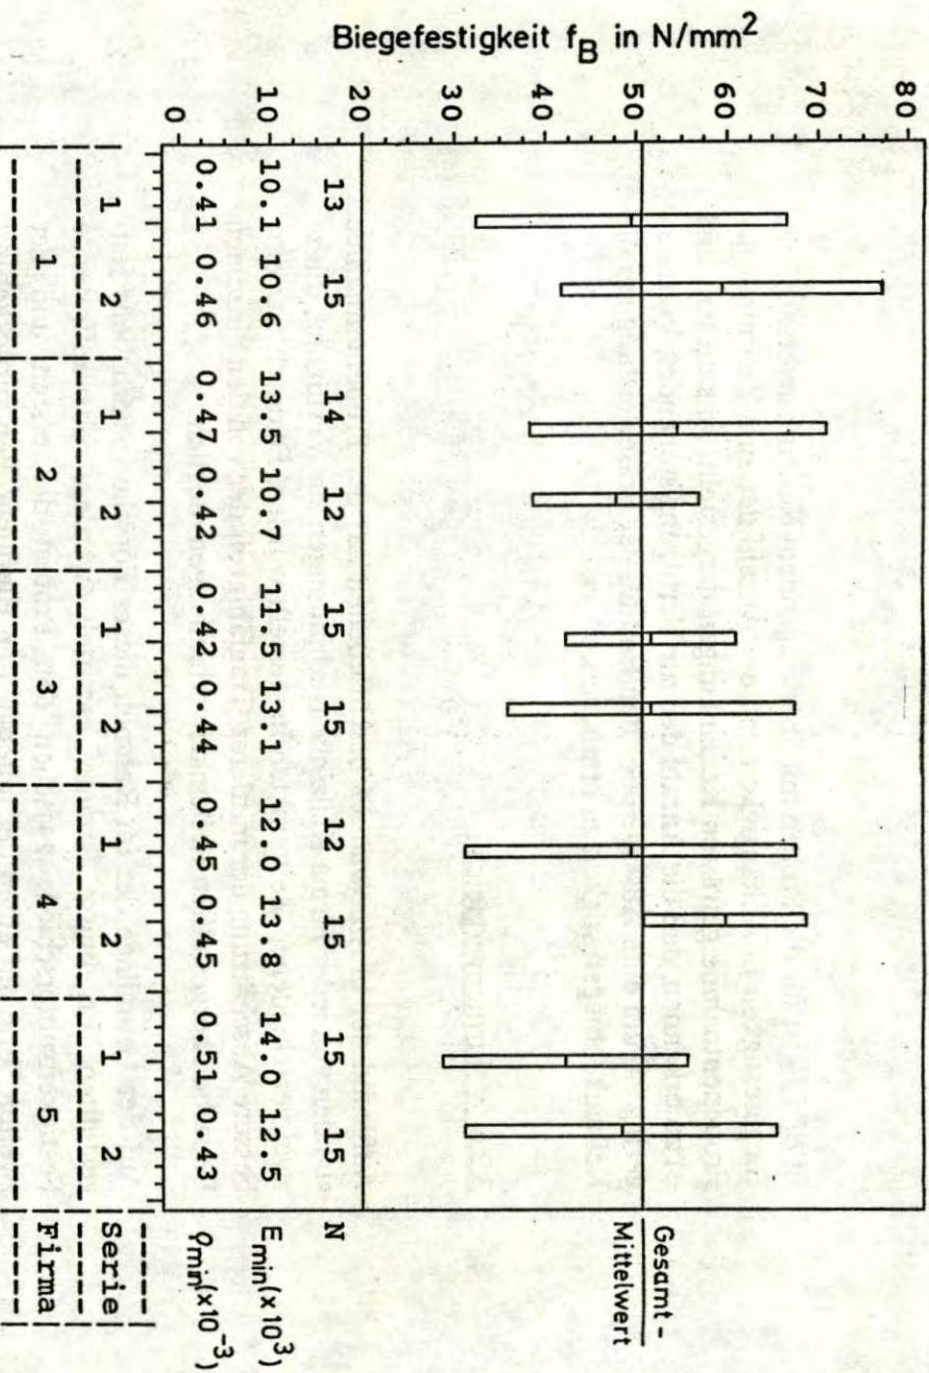 Biegefestigkeit fB in N/mm²
80
70
60
50
40
30
20
10
0
Gesamt-
Mittelwert
13 15 14 12 15 15 12 15 15 15 N
10.1 10.6 13.5 10.7 11.5 13.1 12.0 13.8 14.0 12.5 Emin(x10³)
0.41 0.46 0.47 0.42 0.42 0.44 0.45 0.45 0.51 0.43 ρmin(x10⁻³)
1 2 1 2 1 2 1 2 1 2 Serie
1 2 3 4 5 Firma